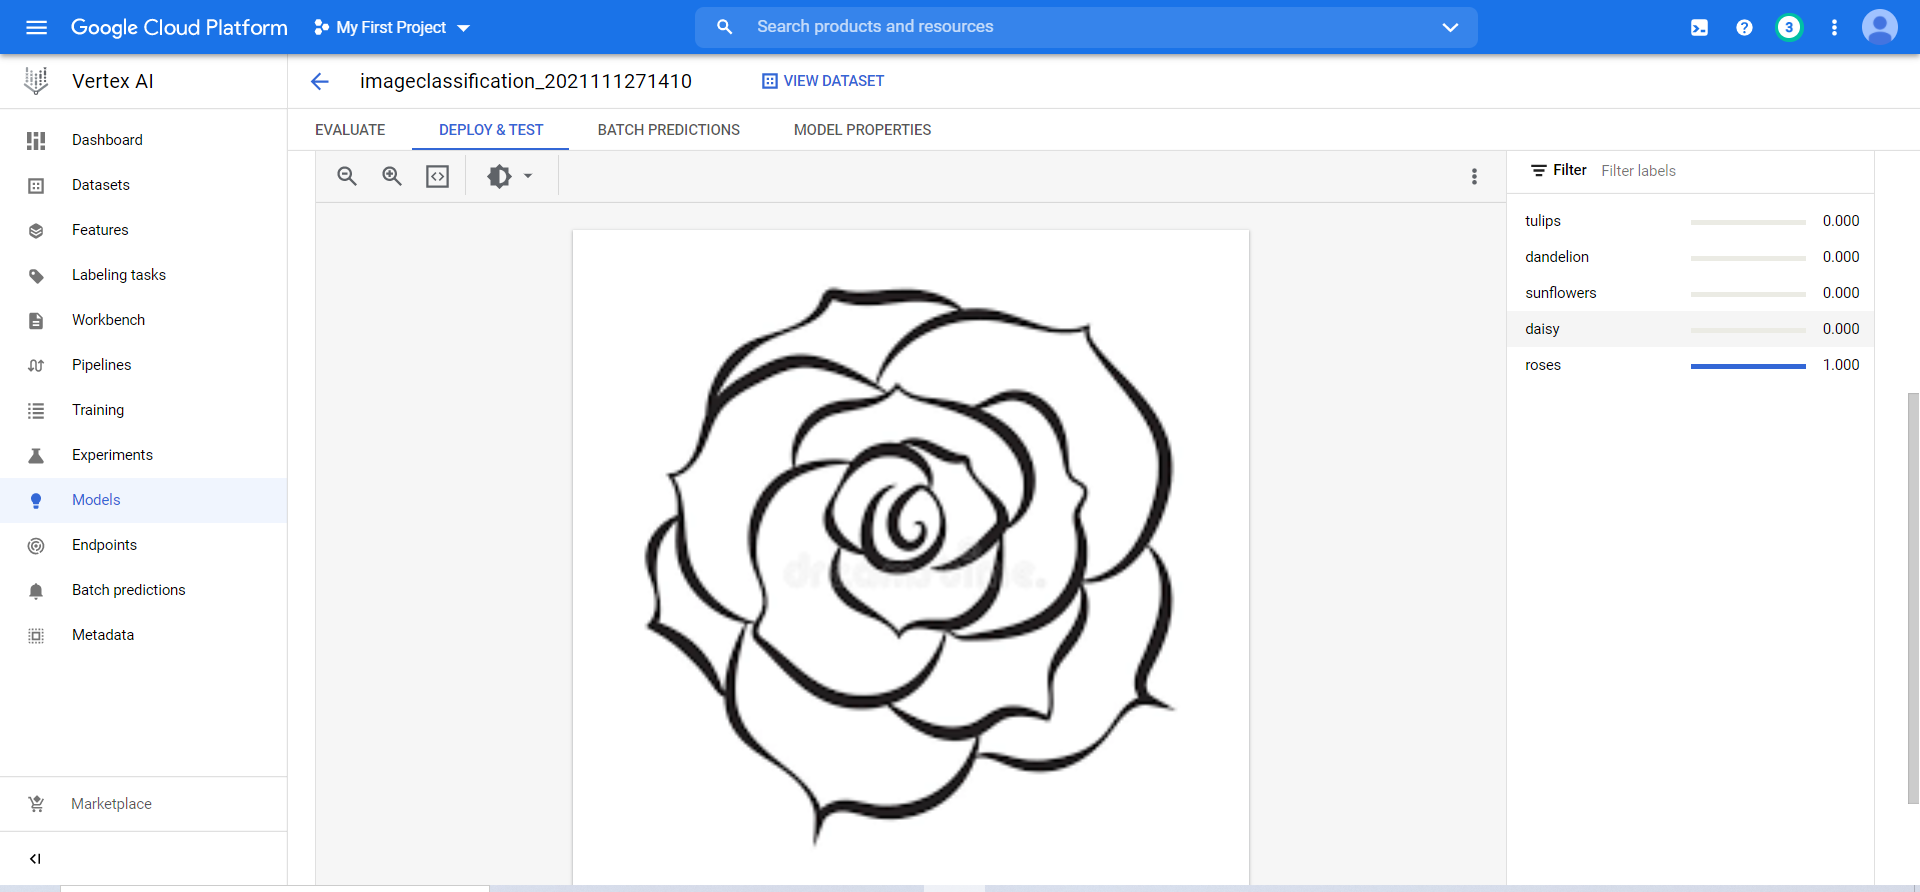 Google Cloud Platform
My First Project
Search products and resources
3
Vertex AI
imageclassification_2021111271410
VIEW DATASET
EVALUATE
DEPLOY & TEST
BATCH PREDICTIONS
MODEL PROPERTIES
Dashboard
Datasets
Features
Labeling tasks
Workbench
Pipelines
Training
Experiments
Models
Endpoints
Batch predictions
Metadata
Marketplace
Filter Filter labels
tulips 0.000
dandelion 0.000
sunflowers 0.000
daisy 0.000
roses 1.000